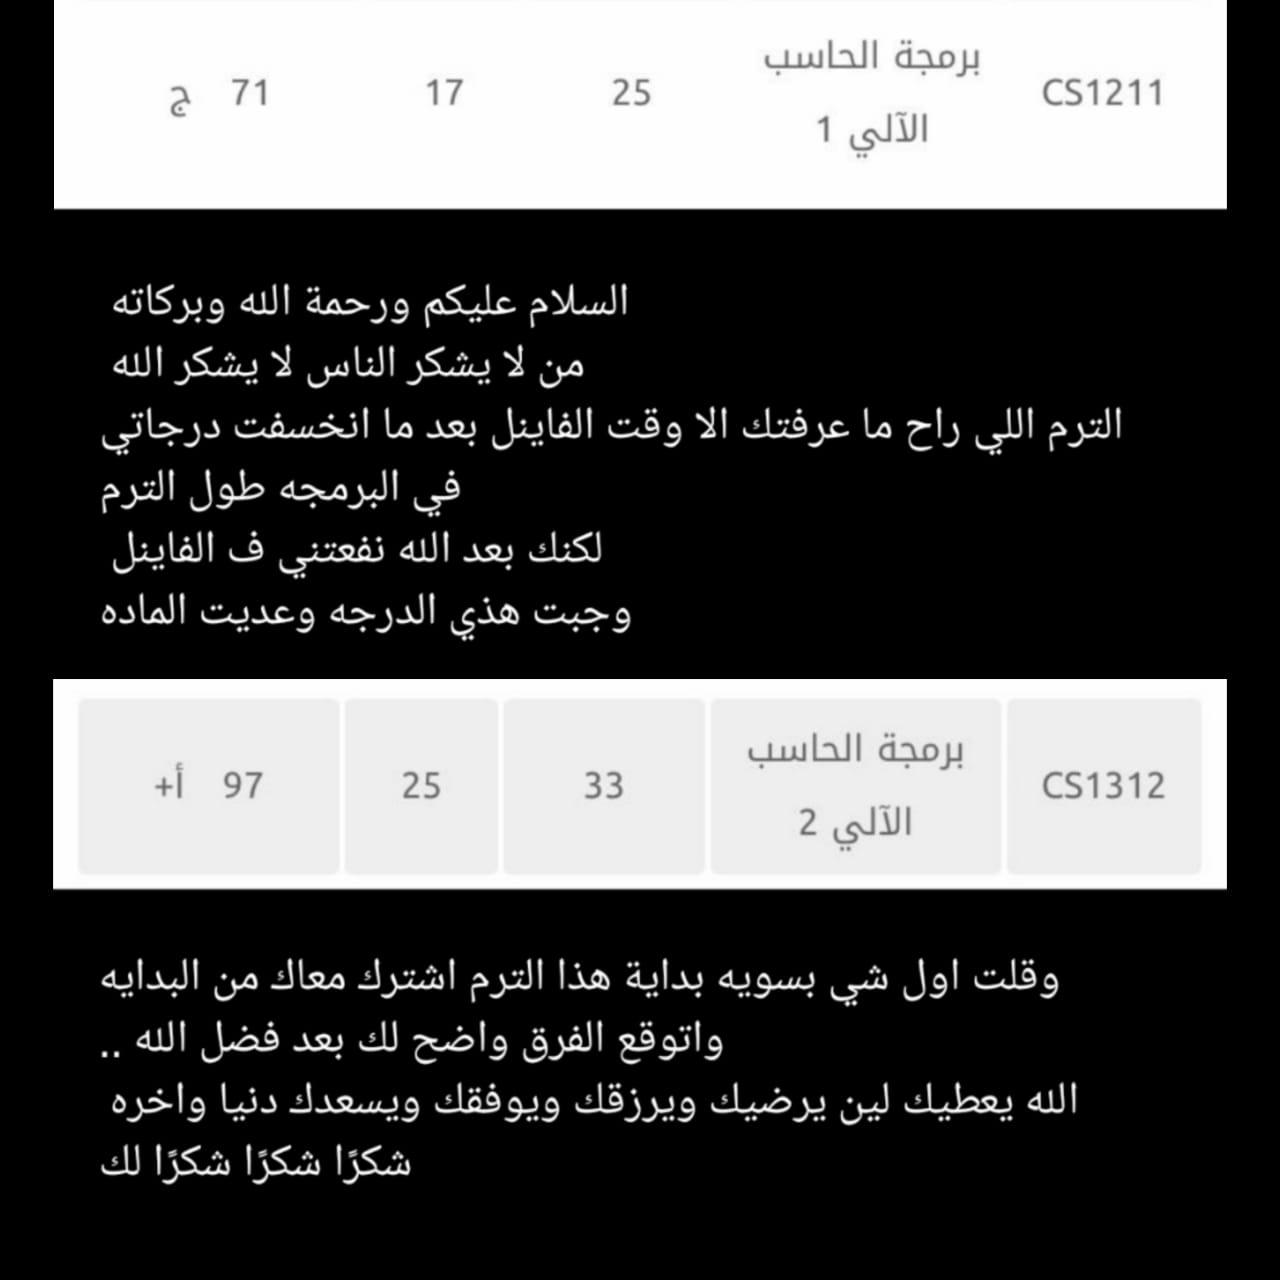 CS1211 برمجة الحاسب الآلي 1 25 17 71 ج
السلام عليكم ورحمة الله وبركاته
من لا يشكر الناس لا يشكر الله
الترم اللي راح ما عرفتك الا وقت الفاينل بعد ما انخسفت درجاتي
في البرمجه طول الترم
لكنك بعد الله نفعتني ف الفاينل
وجبت هذي الدرجه وعديت الماده
CS1312 برمجة الحاسب الآلي 2 33 25 97 أ+
وقلت اول شي بسويه بداية هذا الترم اشترك معاك من البدايه
واتوقع الفرق واضح لك بعد فضل الله ..
الله يعطيك لين يرضيك ويرزقك ويوفقك ويسعدك دنيا واخره
شكرًا شكرًا شكرًا لك